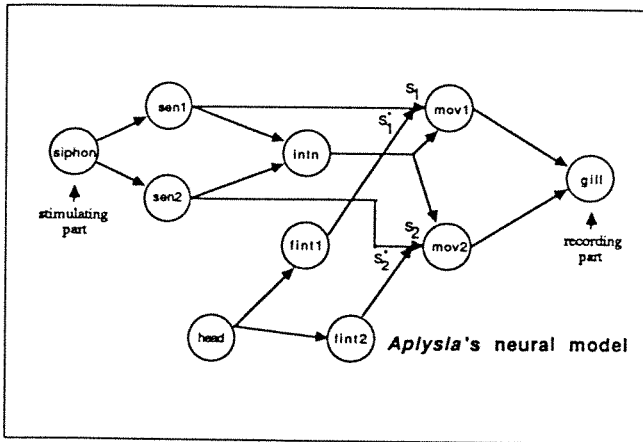 S1
sen1
S1*
mov1
siphon
intn
gill
stimulating
part
sen2
S2
recording
part
fint1
S2*
mov2
head
fint2
Aplysia's neural model